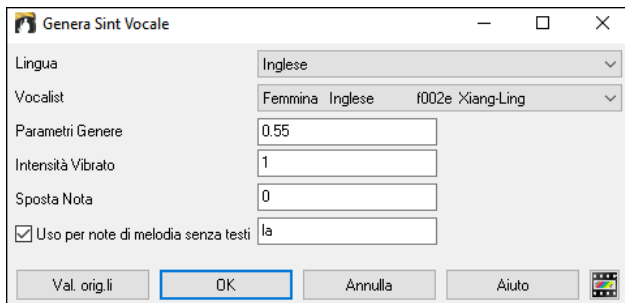 Genera Sint Vocale
Lingua Inglese
Vocalist Femmina Inglese f002e Xiang-Ling
Parametri Genere 0.55
Intensità Vibrato 1
Sposta Nota 0
Uso per note di melodia senza testi la
Val. orig.li OK Annulla Aiuto